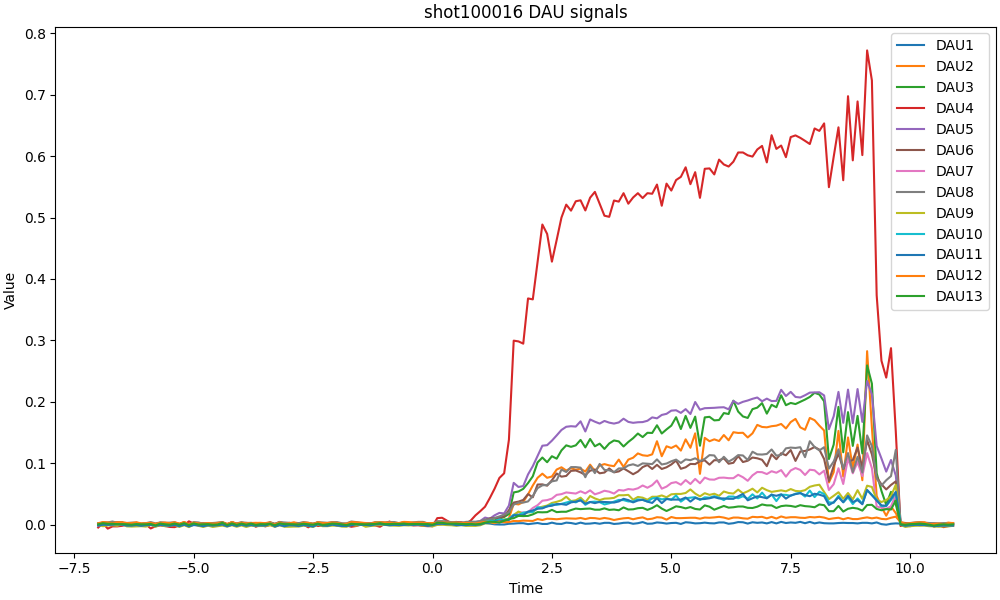 shot100016 DAU signals
Value
0.8
0.7
0.6
0.5
0.4
0.3
0.2
0.1
0.0
−7.5
−5.0
−2.5
0.0
2.5
5.0
7.5
10.0
Time
DAU1
DAU2
DAU3
DAU4
DAU5
DAU6
DAU7
DAU8
DAU9
DAU10
DAU11
DAU12
DAU13